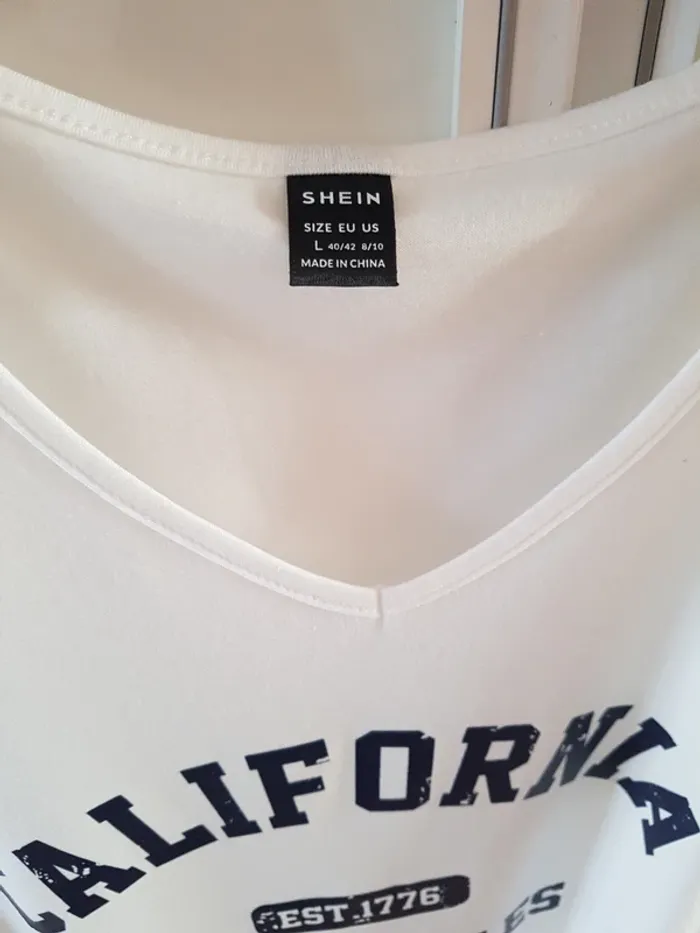 SHEIN
SIZE EU US
L 40/42 8/10
MADE IN CHINA
CALIFORNIA
EST.1776